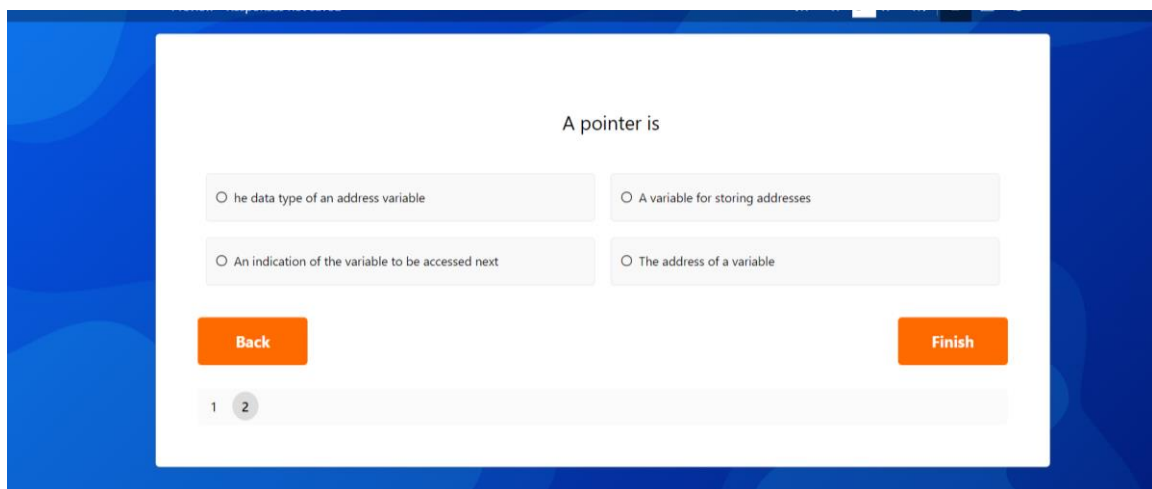 A pointer is
he data type of an address variable
A variable for storing addresses
An indication of the variable to be accessed next
The address of a variable
Back
Finish
1 2